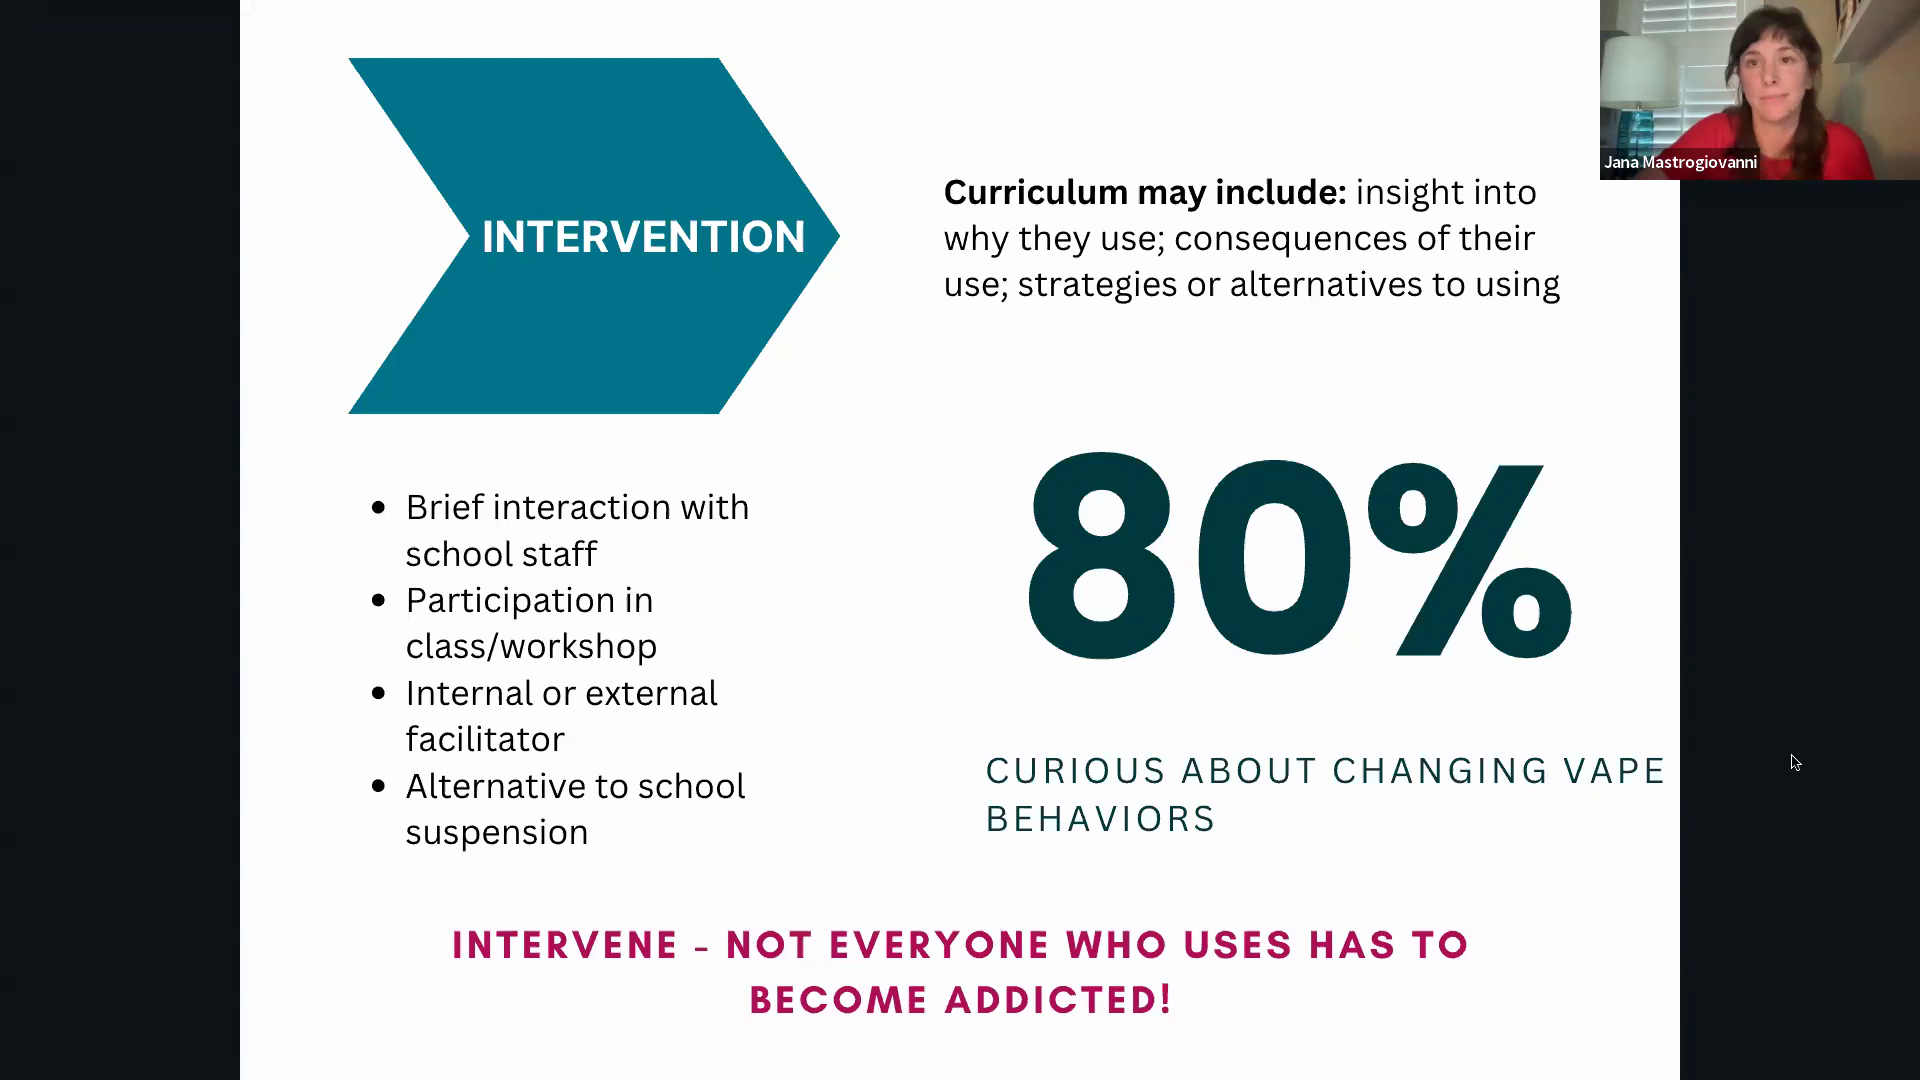 INTERVENTION
Curriculum may include: insight into
why they use; consequences of their
use; strategies or alternatives to using
Jana Mastrogiovanni
• Brief interaction with
school staff
• Participation in
class/workshop
• Internal or external
facilitator
• Alternative to school
suspension
80%
CURIOUS ABOUT CHANGING VAPE
BEHAVIORS
INTERVENE - NOT EVERYONE WHO USES HAS TO
BECOME ADDICTED!